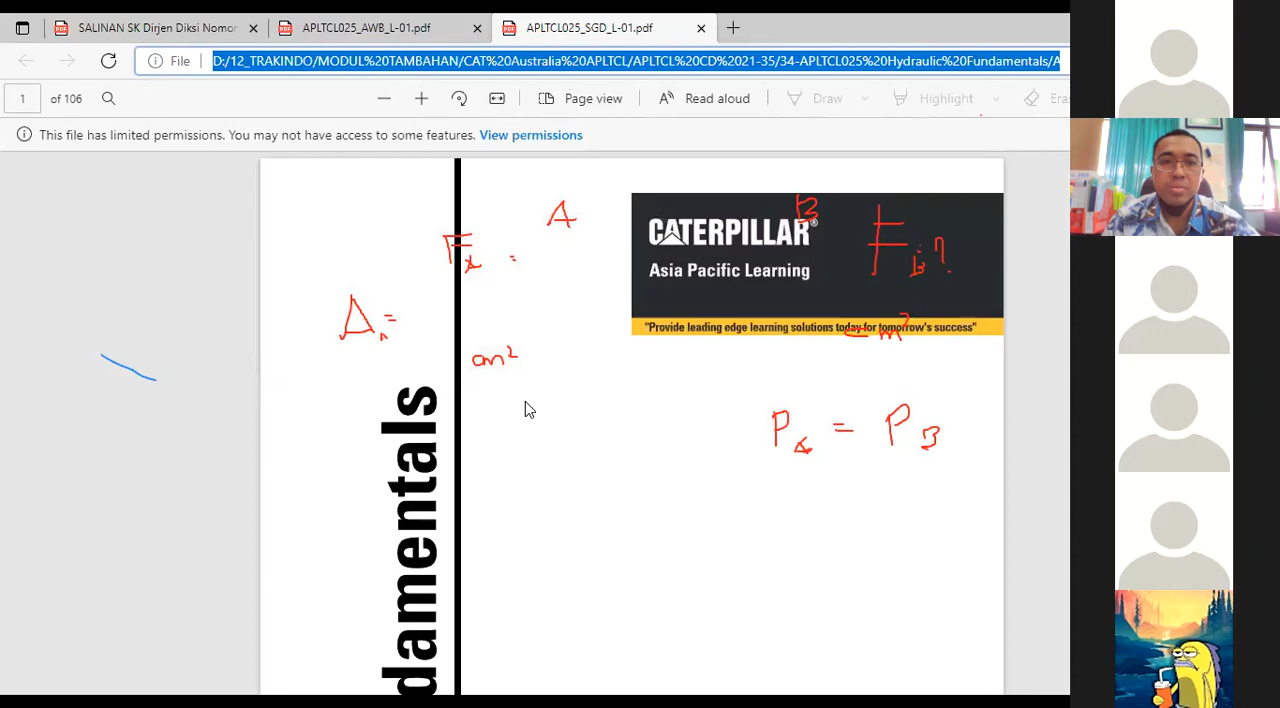 SALINAN SK Dirjen Diksi Nomor
APLTCL025_AWB_L-01.pdf
APLTCL025_SGD_L-01.pdf
File
D:/12_TRAKINDO/MODUL%20TAMBAHAN/CAT%20Australia%20APLTCL/APLTCL%20CD%2021-35/34-APLTCL025%20Hydraulic%20Fundamentals/A
1 of 106
Page view
Read aloud
Draw
Highlight
Eras
This file has limited permissions. You may not have access to some features. View permissions
A
B
CATERPILLAR®
Asia Pacific Learning
F =
F ?
A =
"Provide leading edge learning solutions today for tomorrow's success"
cm²
cm²
P = P B
damentals